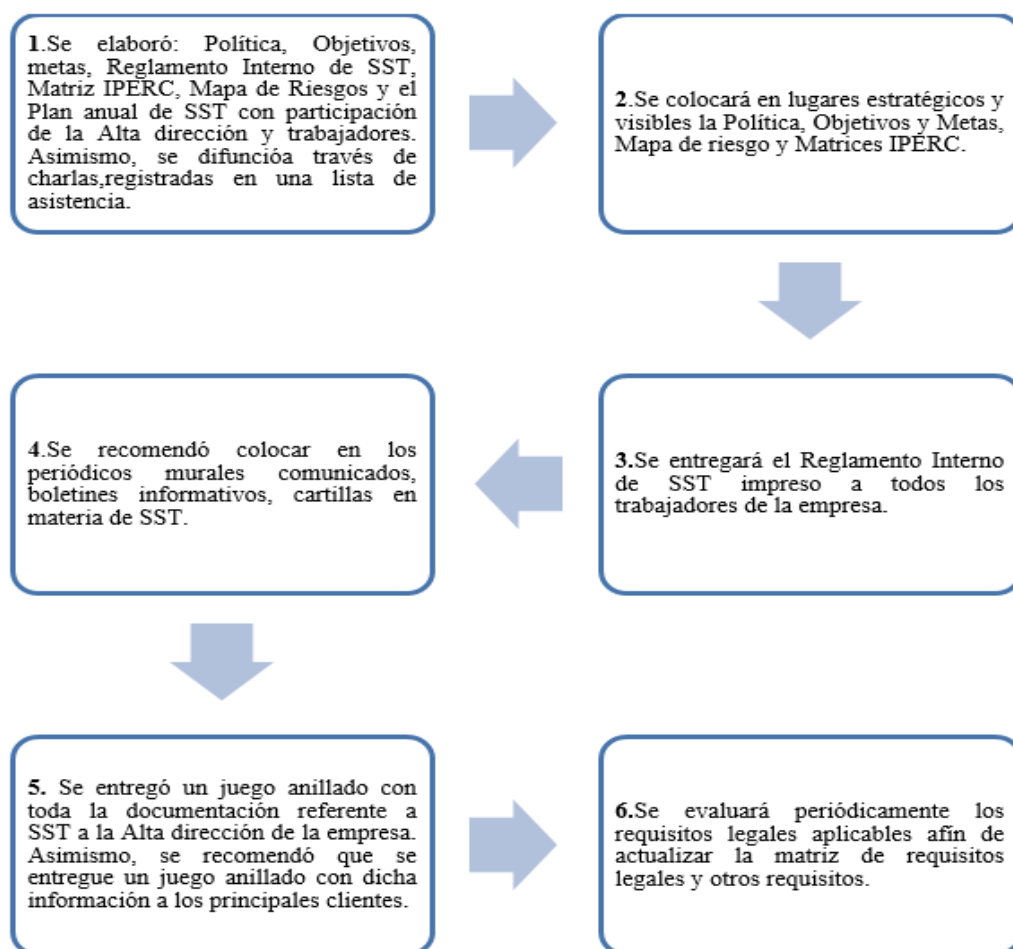 1.Se elaboró: Política, Objetivos,
metas, Reglamento Interno de SST,
Matriz IPERC, Mapa de Riesgos y el
Plan anual de SST con participación
de la Alta dirección y trabajadores.
Asimismo, se difuncióa través de
charlas,registradas en una lista de
asistencia.
2.Se colocará en lugares estratégicos y
visibles la Política, Objetivos y Metas,
Mapa de riesgo y Matrices IPERC.
3.Se entregará el Reglamento Interno
de SST impreso a todos los
trabajadores de la empresa.
4.Se recomendó colocar en los
periódicos murales comunicados,
boletines informativos, cartillas en
materia de SST.
5. Se entregó un juego anillado con
toda la documentación referente a
SST a la Alta dirección de la empresa.
Asimismo, se recomendó que se
entregue un juego anillado con dicha
información a los principales clientes.
6.Se evaluará periódicamente los
requisitos legales aplicables afín de
actualizar la matriz de requisitos
legales y otros requisitos.